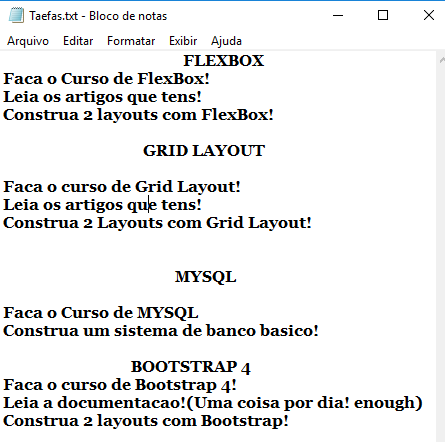 Taefas.txt - Bloco de notas
Arquivo Editar Formatar Exibir Ajuda
FLEXBOX
Faca o Curso de FlexBox!
Leia os artigos que tens!
Construa 2 layouts com FlexBox!
GRID LAYOUT
Faca o curso de Grid Layout!
Leia os artigos que tens!
Construa 2 Layouts com Grid Layout!
MYSQL
Faca o Curso de MYSQL
Construa um sistema de banco basico!
BOOTSTRAP 4
Faca o curso de Bootstrap 4!
Leia a documentacao!(Uma coisa por dia! enough)
Construa 2 layouts com Bootstrap!